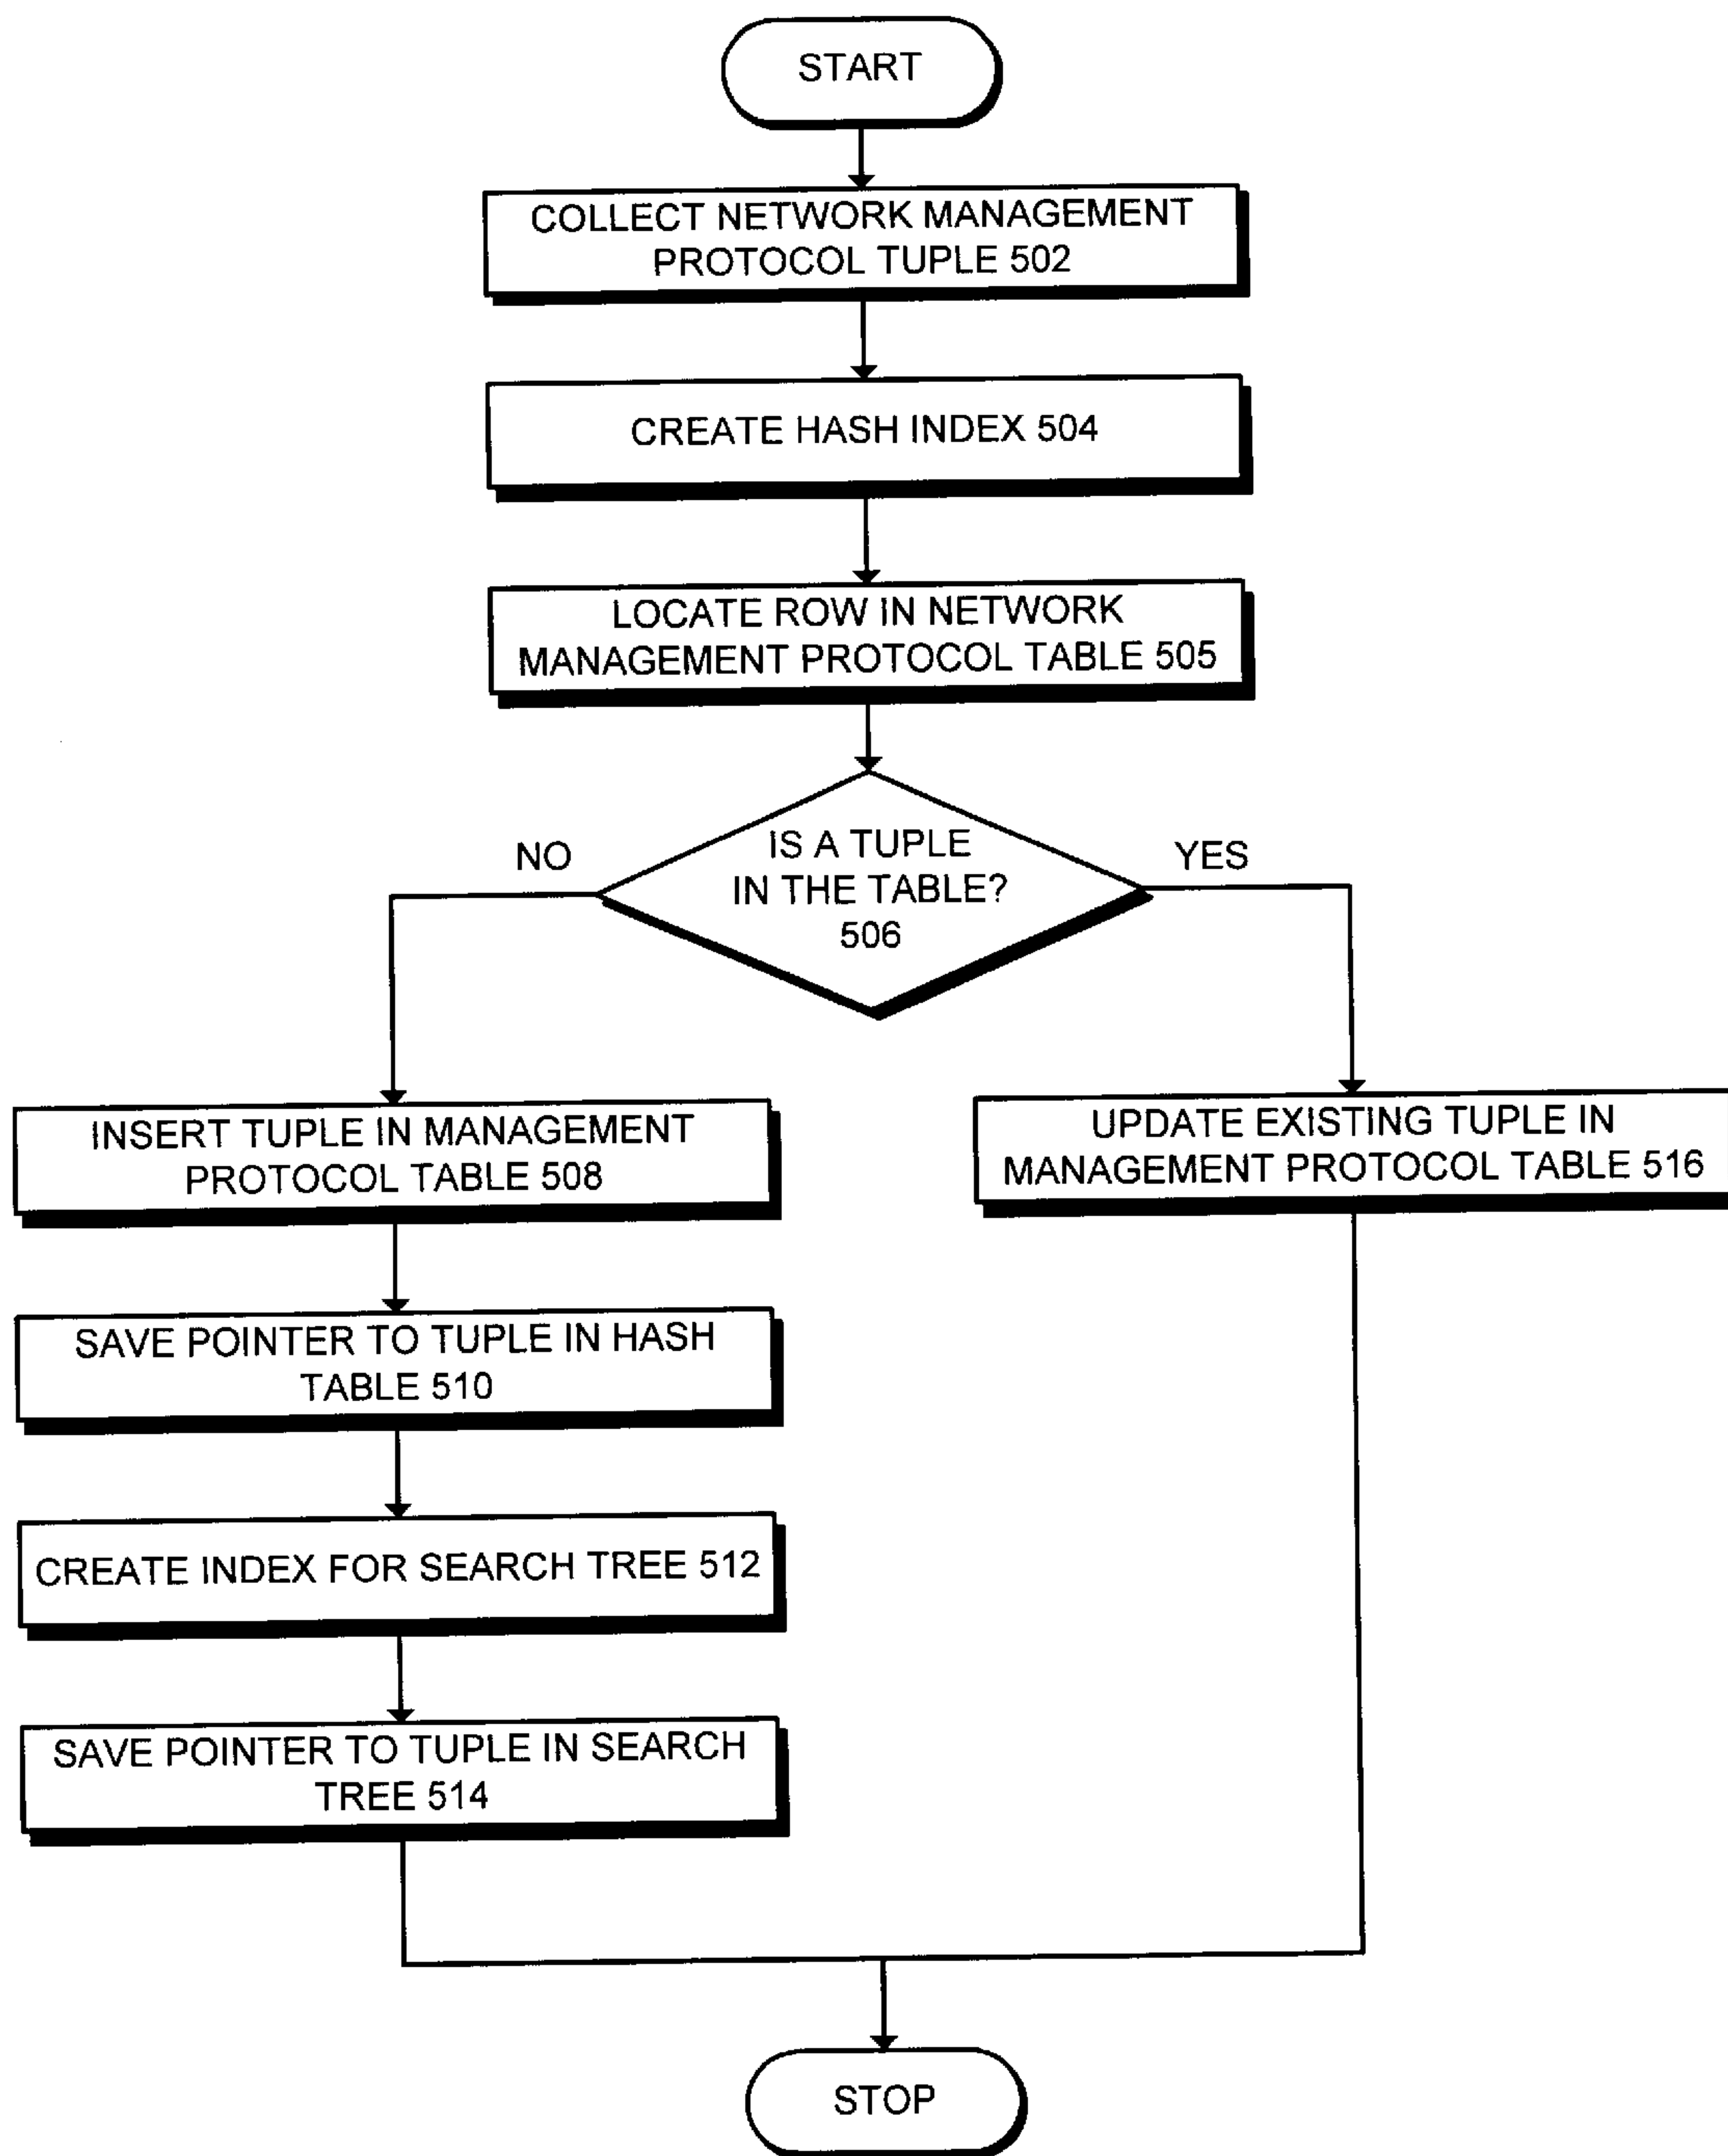 START
COLLECT NETWORK MANAGEMENT
PROTOCOL TUPLE 502
CREATE HASH INDEX 504
LOCATE ROW IN NETWORK
MANAGEMENT PROTOCOL TABLE 505
IS A TUPLE
IN THE TABLE?
506
NO
YES
INSERT TUPLE IN MANAGEMENT
PROTOCOL TABLE 508
UPDATE EXISTING TUPLE IN
MANAGEMENT PROTOCOL TABLE 516
SAVE POINTER TO TUPLE IN HASH
TABLE 510
CREATE INDEX FOR SEARCH TREE 512
SAVE POINTER TO TUPLE IN SEARCH
TREE 514
STOP